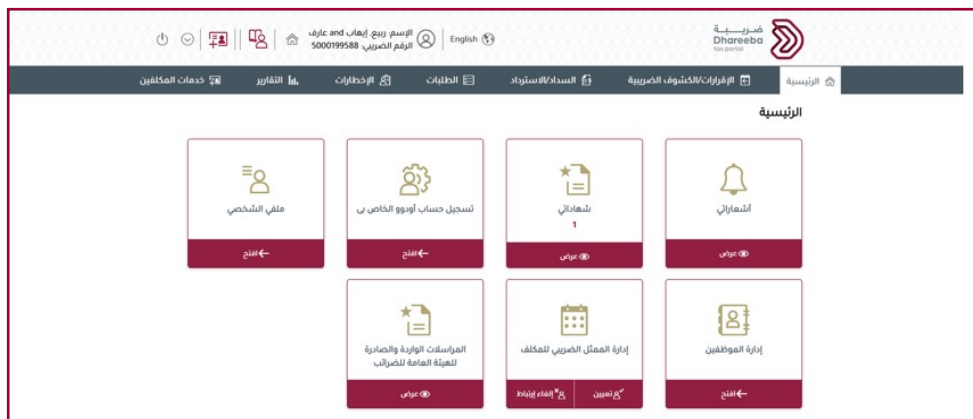 ضريبة
Dhareeba
tax portal
English
الإسم: ربيع. إيهاب and عارف
الرقم الضريبي: 5000199588
الرئيسية
الإقرارات/الكشوف الضريبية
السداد/الاسترداد
الطلبات
الإخطارات
التقارير
خدمات المكلفين
الرئيسية
أشعاراتي
عرض
شهاداتي
1
عرض
تسجيل حساب أودوو الخاص بى
افتح
ملفي الشخصي
افتح
إدارة الموظفين
افتح
إدارة الممثل الضريبي للمكلف
تعيين
إلغاء إرتباط
المراسلات الواردة والصادرة
للهيئة العامة للضرائب
عرض